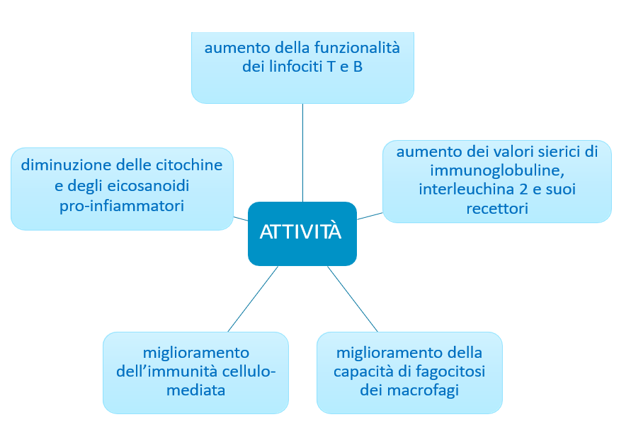 aumento della funzionalità
dei linfociti T e B
diminuzione delle citochine
e degli eicosanoidi
pro-infiammatori
aumento dei valori sierici di
immunoglobuline,
interleuchina 2 e suoi
recettori
ATTIVITÀ
miglioramento
dell’immunità cellulo-
mediata
miglioramento della
capacità di fagocitosi
dei macrofagi